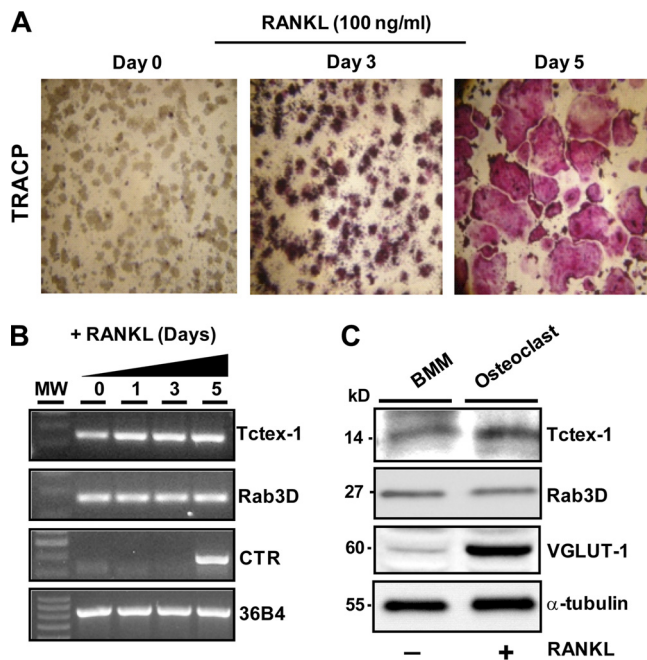 A
RANKL (100 ng/ml)
Day 0 Day 3 Day 5
TRACP
B
+ RANKL (Days)
MW 0 1 3 5
Tctex-1
Rab3D
CTR
36B4
C
BMM Osteoclast
kD
14 - Tctex-1
27 - Rab3D
60 - VGLUT-1
55 - α-tubulin
– + RANKL